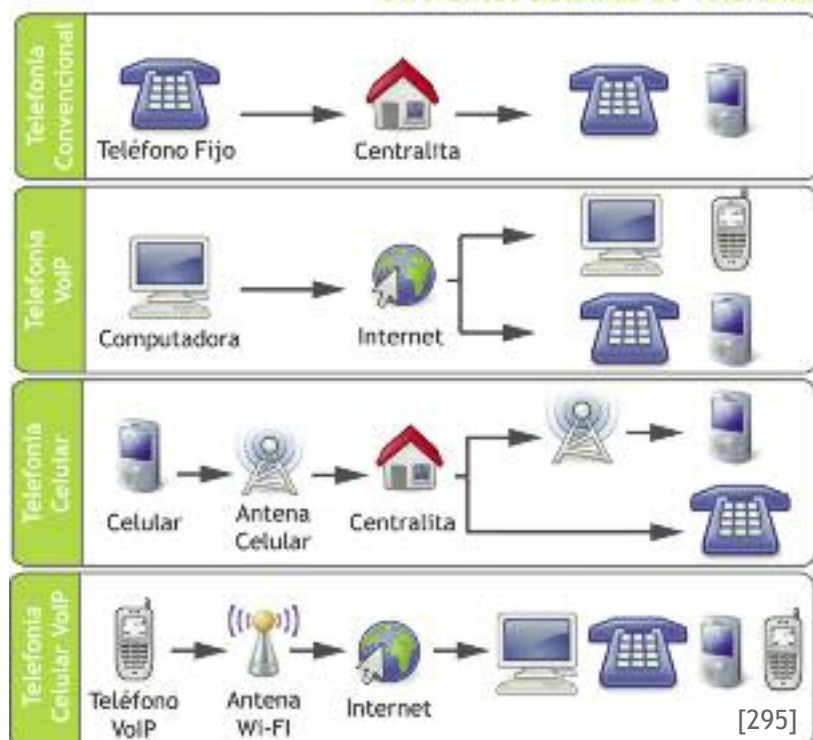 Telefonía
Convencional
Teléfono Fijo
Centralita
Telefonía
VoIP
Computadora
Internet
Telefonía
Celular
Celular
Antena
Celular
Centralita
Telefonía
Celular VoIP
Teléfono
VoIP
Antena
Wi-FI
Internet
[295]